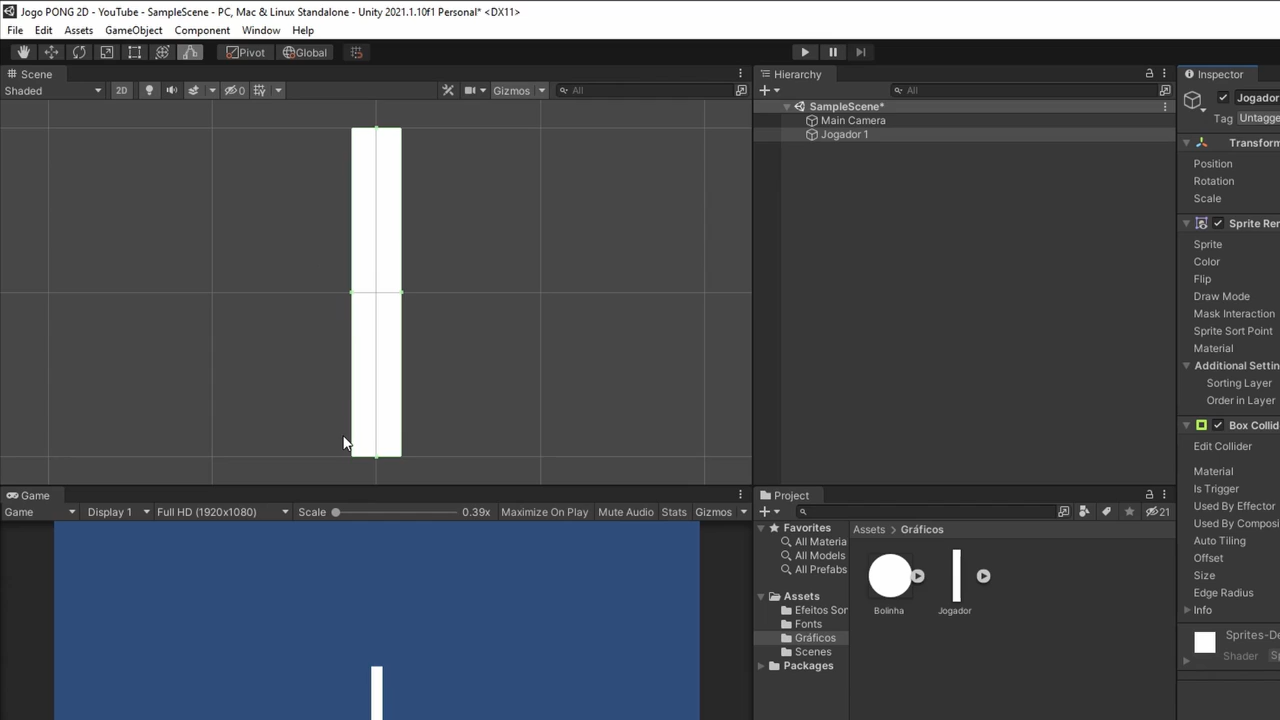 Jogo PONG 2D - YouTube - SampleScene - PC, Mac & Linux Standalone - Unity 2021.1.10f1 Personal* <DX11>
File Edit Assets GameObject Component Window Help
Pivot Global
Scene
Shaded 2D 0 Gizmos All
Hierarchy
All
SampleScene*
Main Camera
Jogador 1
Inspector
Jogador
Tag Untagge
Transform
Position
Rotation
Scale
Sprite Ren
Sprite
Color
Flip
Draw Mode
Mask Interaction
Sprite Sort Point
Material
Additional Settin
Sorting Layer
Order in Layer
Box Collid
Edit Collider
Material
Is Trigger
Used By Effector
Used By Composi
Auto Tiling
Offset
Size
Edge Radius
Info
Sprites-De
Shader Sp
Game
Game Display 1 Full HD (1920x1080) Scale 0.39x Maximize On Play Mute Audio Stats Gizmos
Project
21
Favorites
All Materia
All Models
All Prefabs
Assets
Efeitos Son
Fonts
Gráficos
Scenes
Packages
Assets > Gráficos
Bolinha
Jogador